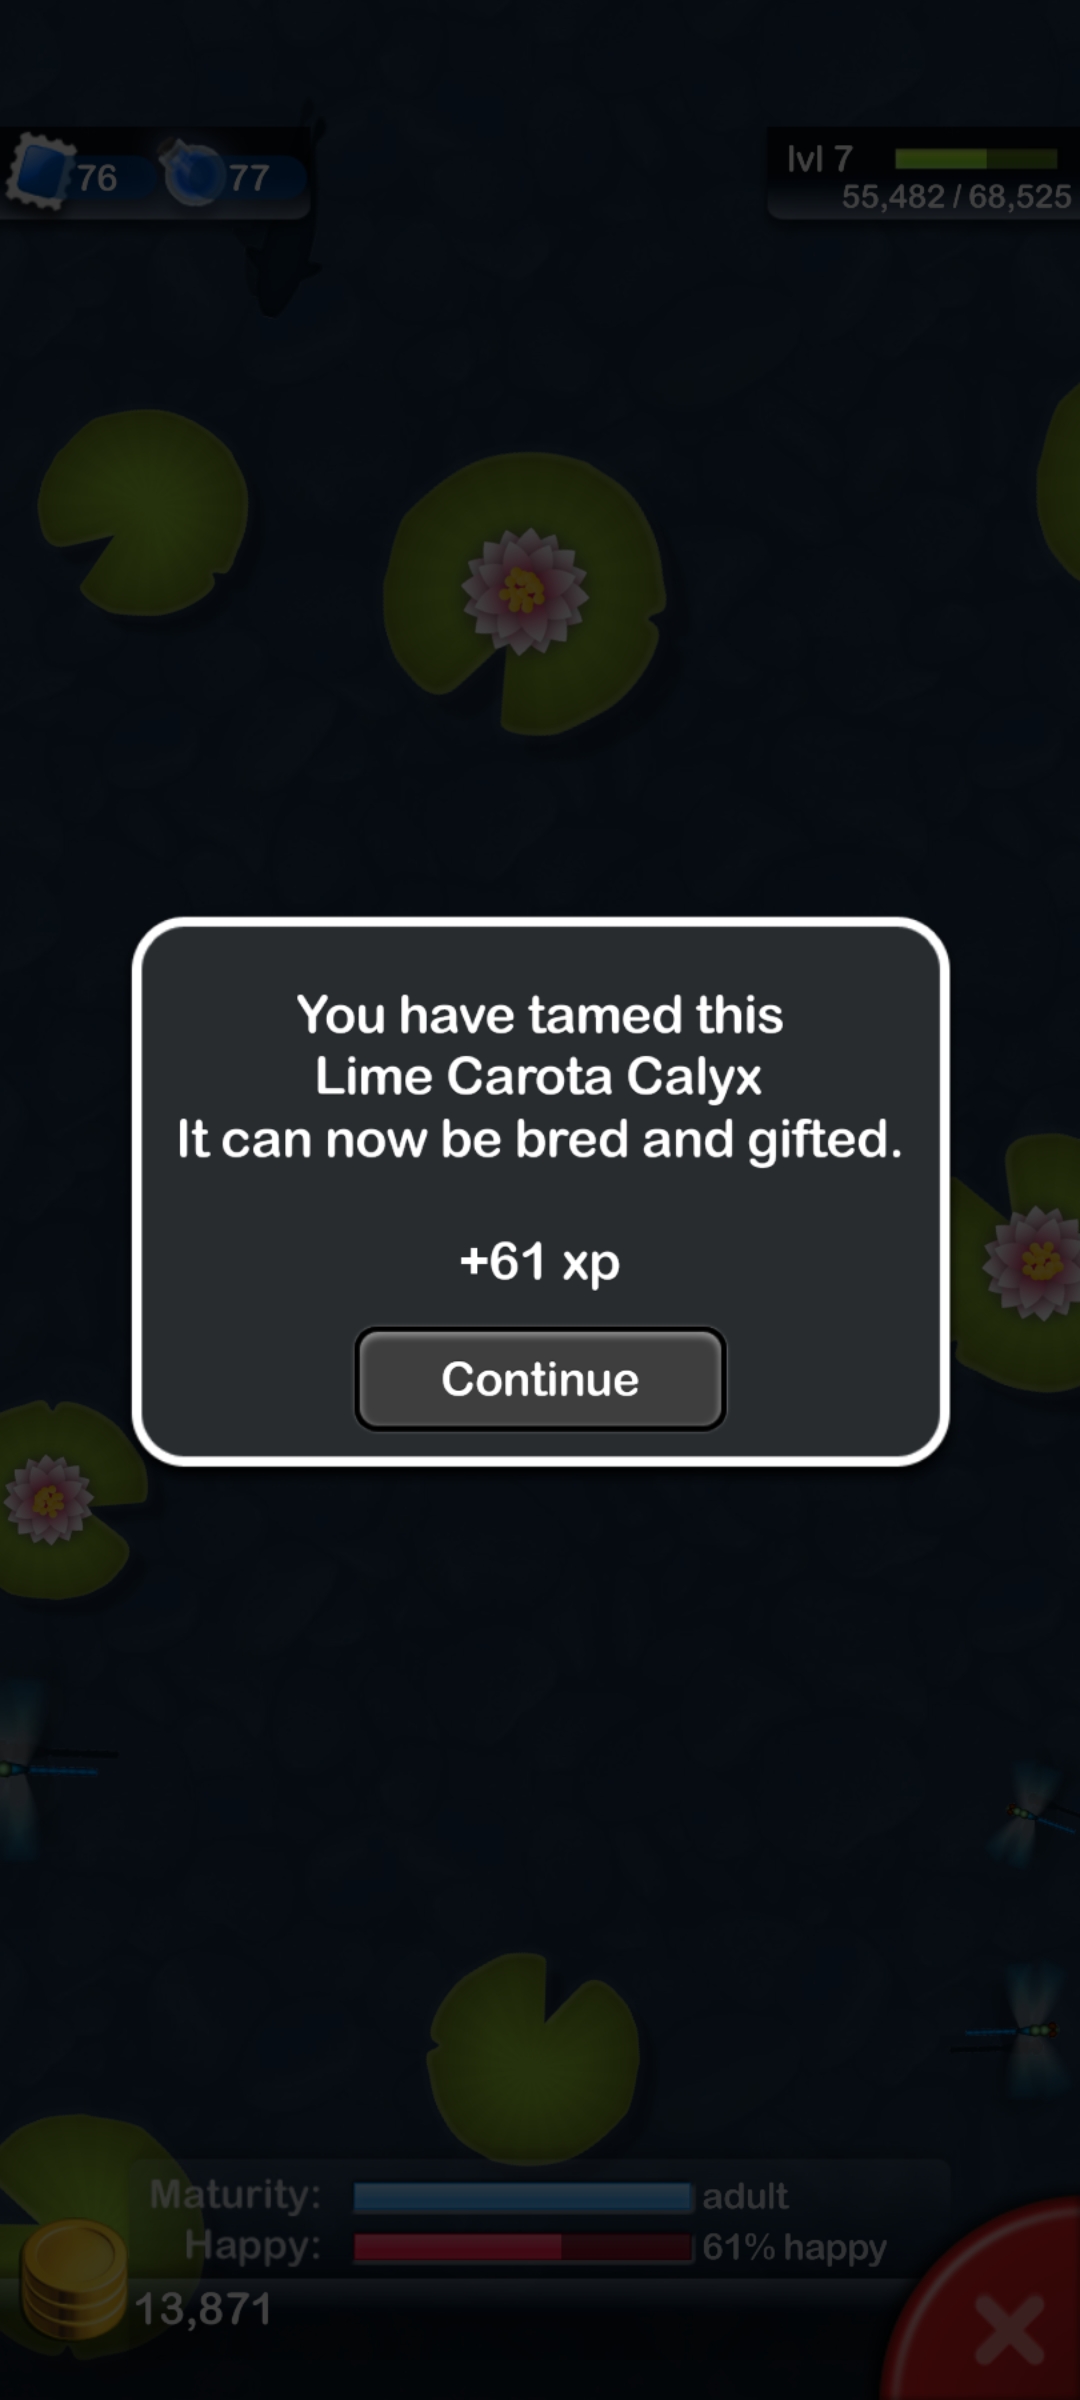 76
77
lvl 7
55,482 / 68,525
You have tamed this
Lime Carota Calyx
It can now be bred and gifted.
+61 xp
Continue
Maturity: adult
Happy: 61% happy
13,871